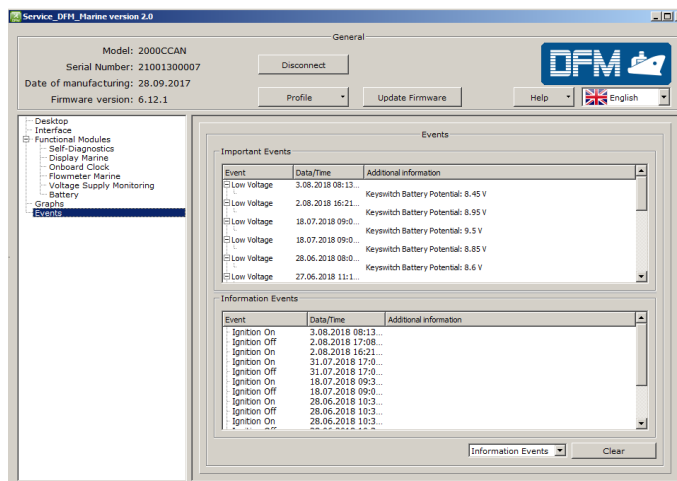 Service_DFM_Marine version 2.0
General
Model: 2000CCAN
Serial Number: 21001300007
Date of manufacturing: 28.09.2017
Firmware version: 6.12.1
Disconnect
Profile
Update Firmware
DFM
Help
English
Desktop
Interface
Functional Modules
Self-Diagnostics
Display Marine
Onboard Clock
Flowmeter Marine
Voltage Supply Monitoring
Battery
Graphs
Events
Events
Important Events
Event Data/Time Additional information
Low Voltage 3.08.2018 08:13...
Keyswitch Battery Potential: 8.45 V
Low Voltage 2.08.2018 16:21...
Keyswitch Battery Potential: 8.95 V
Low Voltage 18.07.2018 09:0...
Keyswitch Battery Potential: 9.5 V
Low Voltage 18.07.2018 09:0...
Keyswitch Battery Potential: 8.85 V
Low Voltage 28.06.2018 08:0...
Keyswitch Battery Potential: 8.6 V
Low Voltage 27.06.2018 11:1...
Information Events
Event Data/Time Additional information
Ignition On 3.08.2018 08:13...
Ignition Off 2.08.2018 17:08...
Ignition On 2.08.2018 16:21...
Ignition On 31.07.2018 17:0...
Ignition Off 31.07.2018 17:0...
Ignition On 18.07.2018 09:3...
Ignition Off 18.07.2018 09:0...
Ignition On 28.06.2018 10:3...
Ignition Off 28.06.2018 10:3...
Ignition On 28.06.2018 10:3...
Information Events
Clear